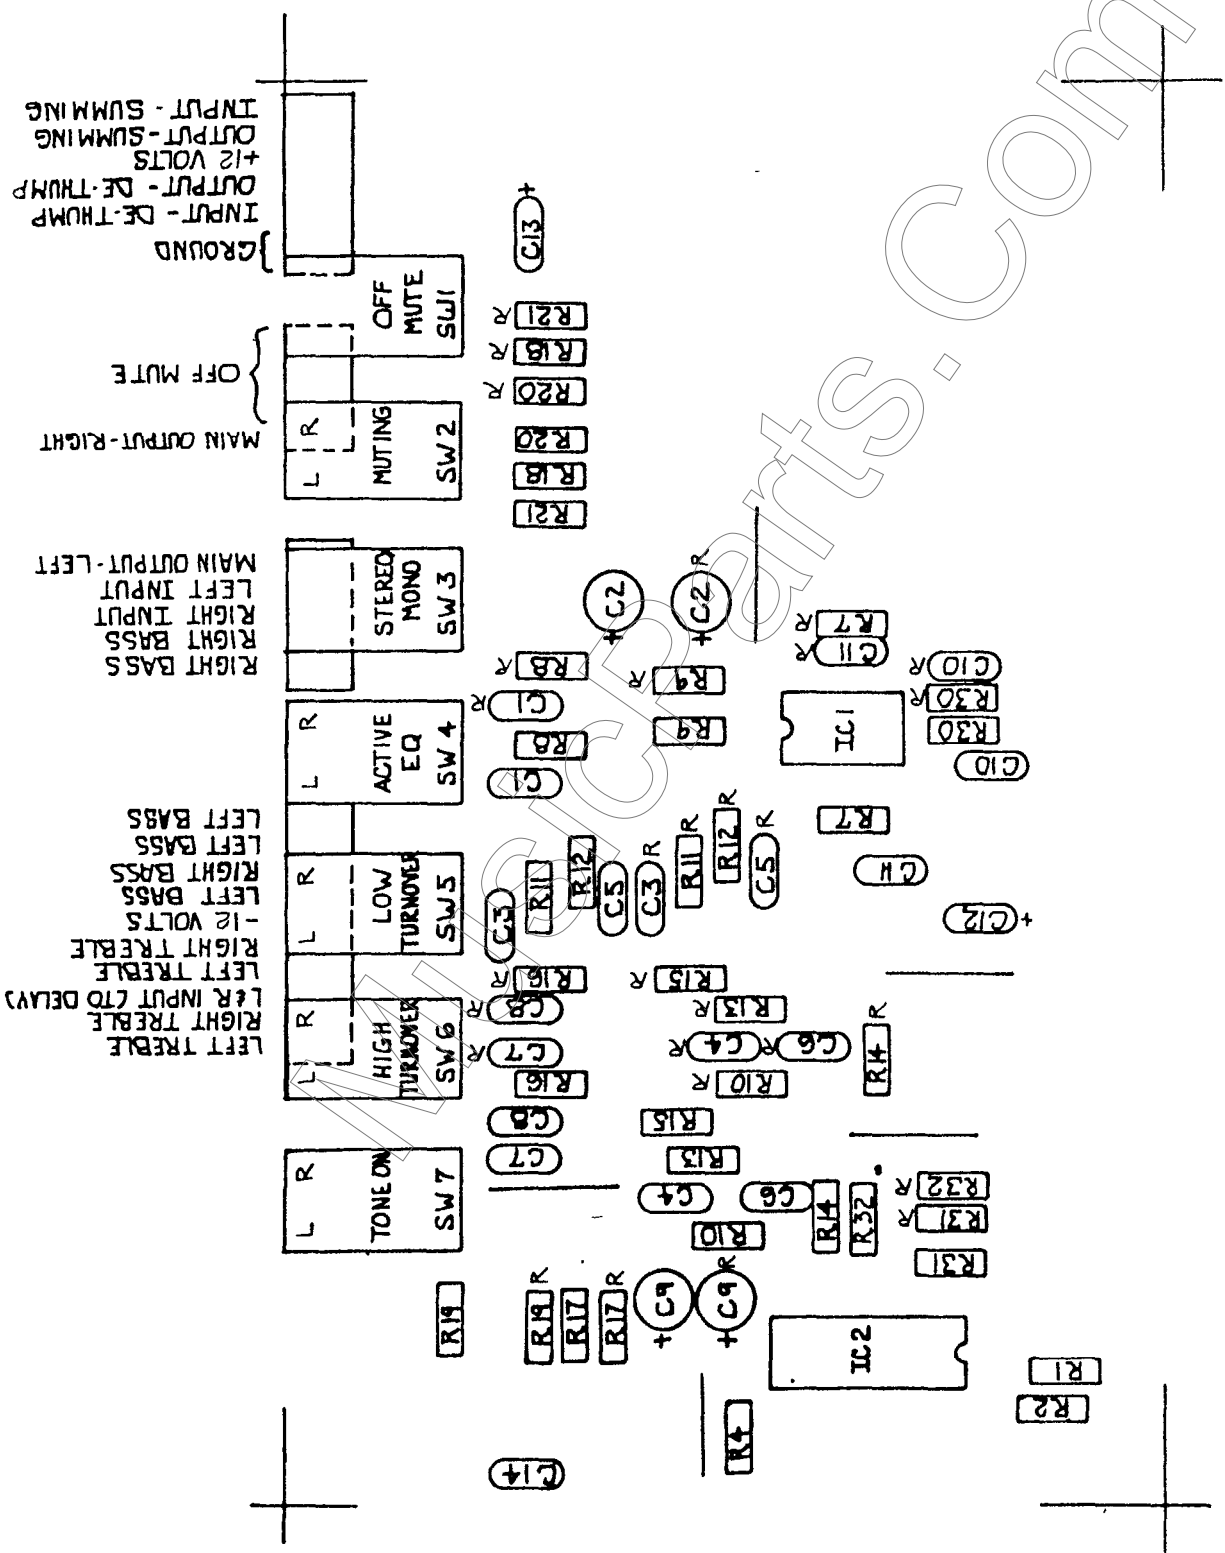 INPUT - SUMMING
OUTPUT - SUMMING
+12 VOLTS
OUTPUT - DE-THUMP
INPUT - DE-THUMP
GROUND
OFF MUTE
MAIN OUTPUT-RIGHT
MAIN OUTPUT-LEFT
LEFT INPUT
RIGHT INPUT
RIGHT BASS
RIGHT BASS
LEFT BASS
LEFT BASS
RIGHT BASS
LEFT BASS
-12 VOLTS
RIGHT TREBLE
LEFT TREBLE
L&R INPUT (TO DELAY)
RIGHT TREBLE
LEFT TREBLE
OFF
MUTE
SW1
L R
MUTING
SW2
STEREO
MONO
SW3
L R
ACTIVE
EQ
SW4
L R
LOW
TURNOVER
SW5
L R
HIGH
TURNOVER
SW6
L R
TONE ON
SW7
C13 +
R21 R
R18 R
R20 R
R20
R18
R21
C2 +
C2 + R
R8 R
C1 R
R8
C1
R9 R
R9
R7 R
C11 R
C10 R
R30 R
R30
C10
IC1
R7
C11
C12 +
R11
R12
C3
C5
C3 R
R11 R
R12 R
C5 R
R16 R
C8 R
C7 R
R16
C8
C7
R15 R
R13 R
C4 R
C6 R
R10 R
R14 R
R15
R13
C4
C6
R10
R14
R32
R32 R
R31 R
R31
R19
R19 R
R17
R17 R
C9 +
C9 + R
IC2
R1
R2
R4
C14 +
MusicParts.Com